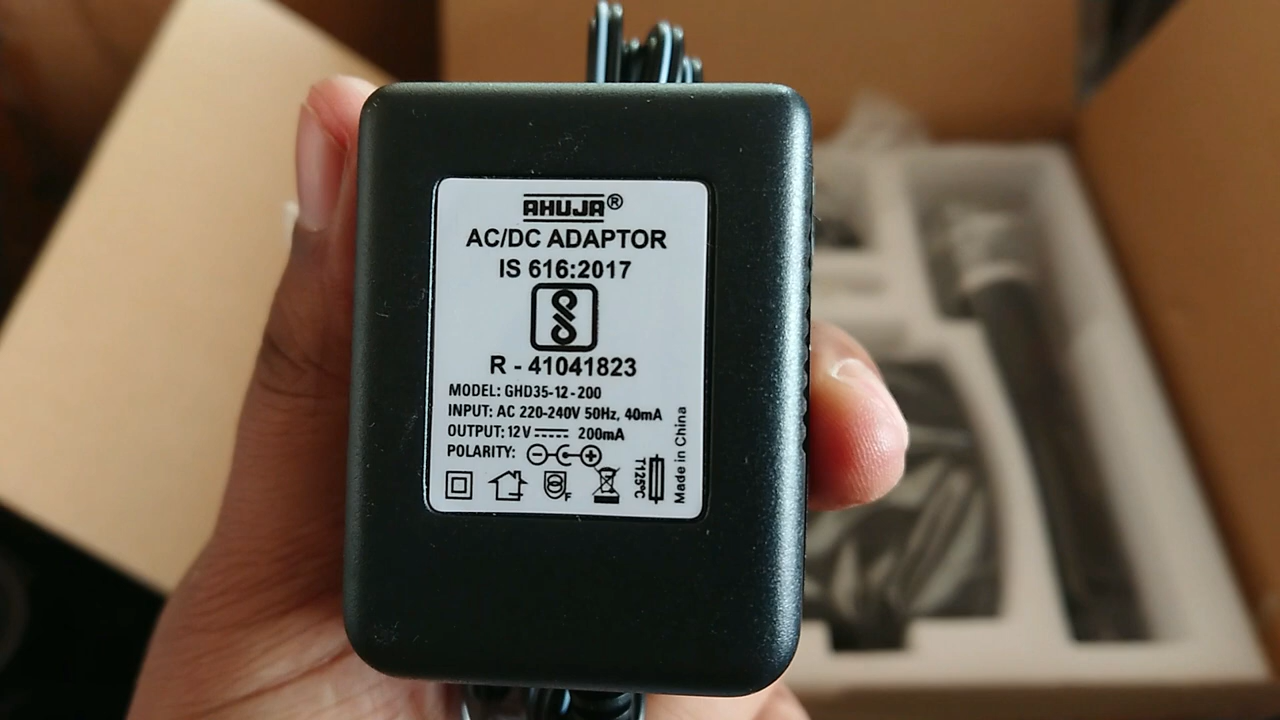 AHUJA®
AC/DC ADAPTOR
IS 616:2017
R - 41041823
MODEL: GHD35-12-200
INPUT: AC 220-240V 50Hz, 40mA
OUTPUT: 12V 200mA
POLARITY: - +
F
T125°C
Made in China